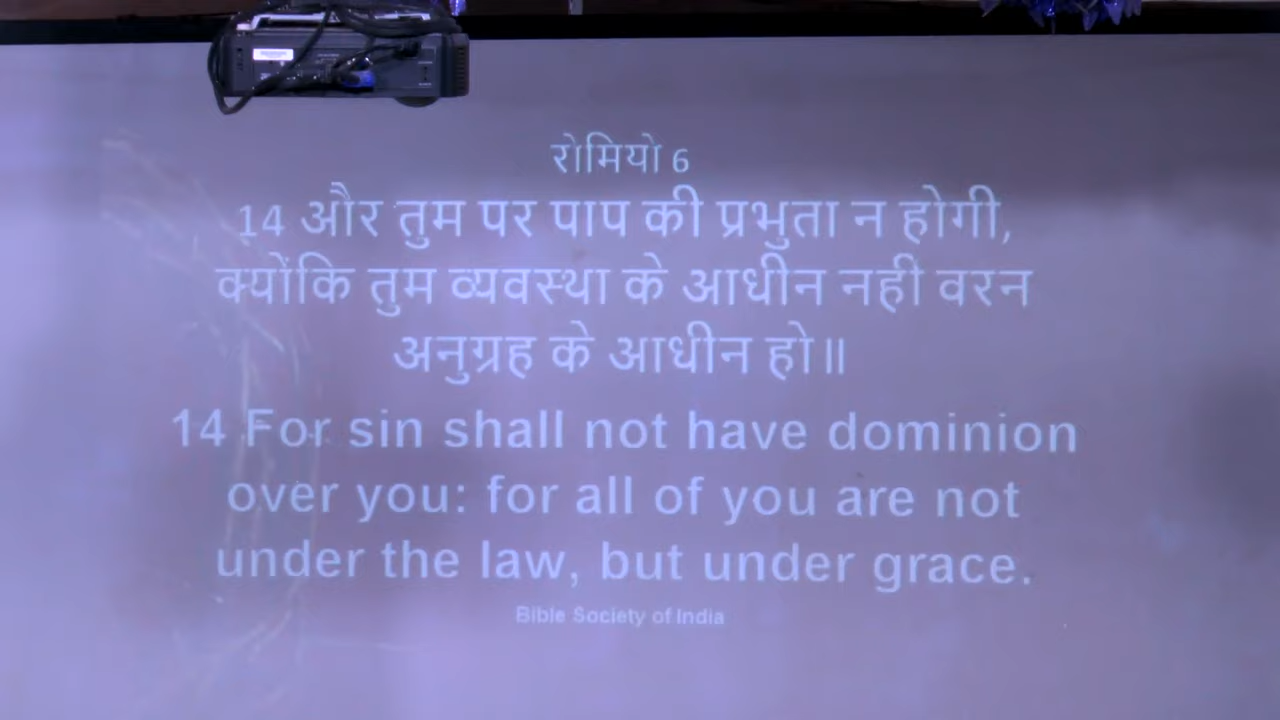 रोमियो 6
14 और तुम पर पाप की प्रभुता न होगी,
क्योंकि तुम व्यवस्था के आधीन नही वरन
अनुग्रह के आधीन हो॥
14 For sin shall not have dominion
over you: for all of you are not
under the law, but under grace.
Bible Society of India